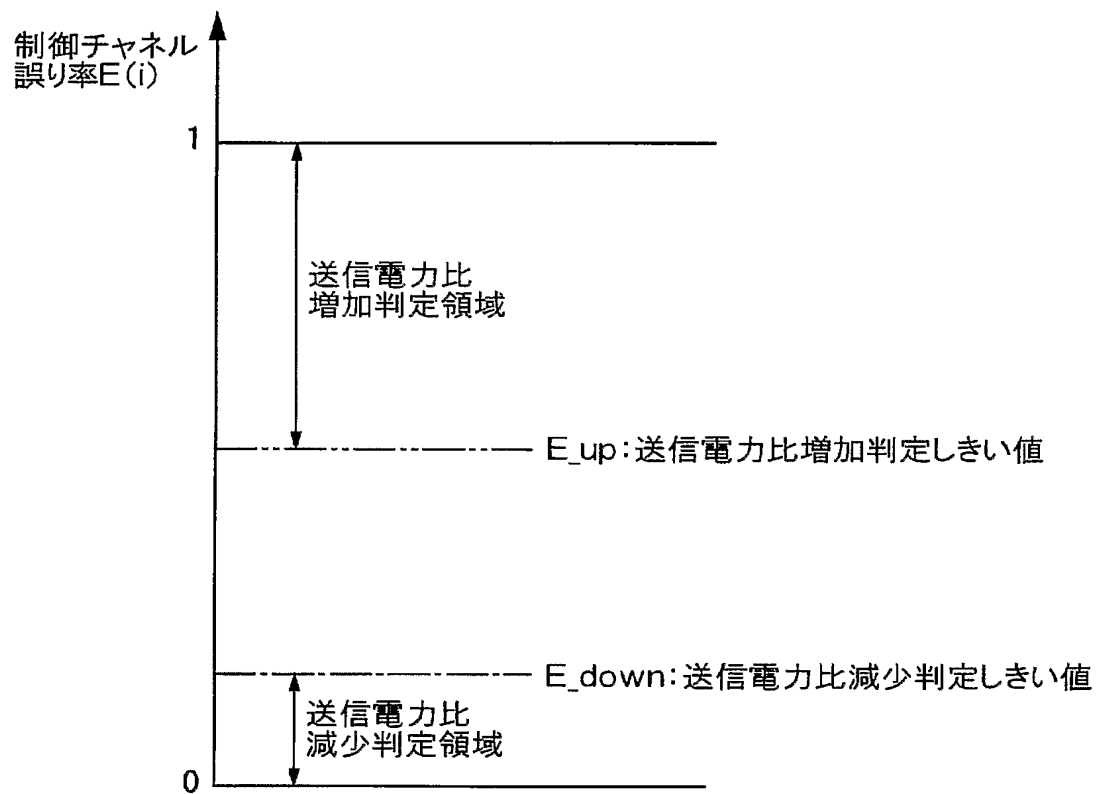 制御チャネル
誤り率E(i)
1
送信電力比
増加判定領域
E_up:送信電力比増加判定しきい値
E_down:送信電力比減少判定しきい値
送信電力比
減少判定領域
0